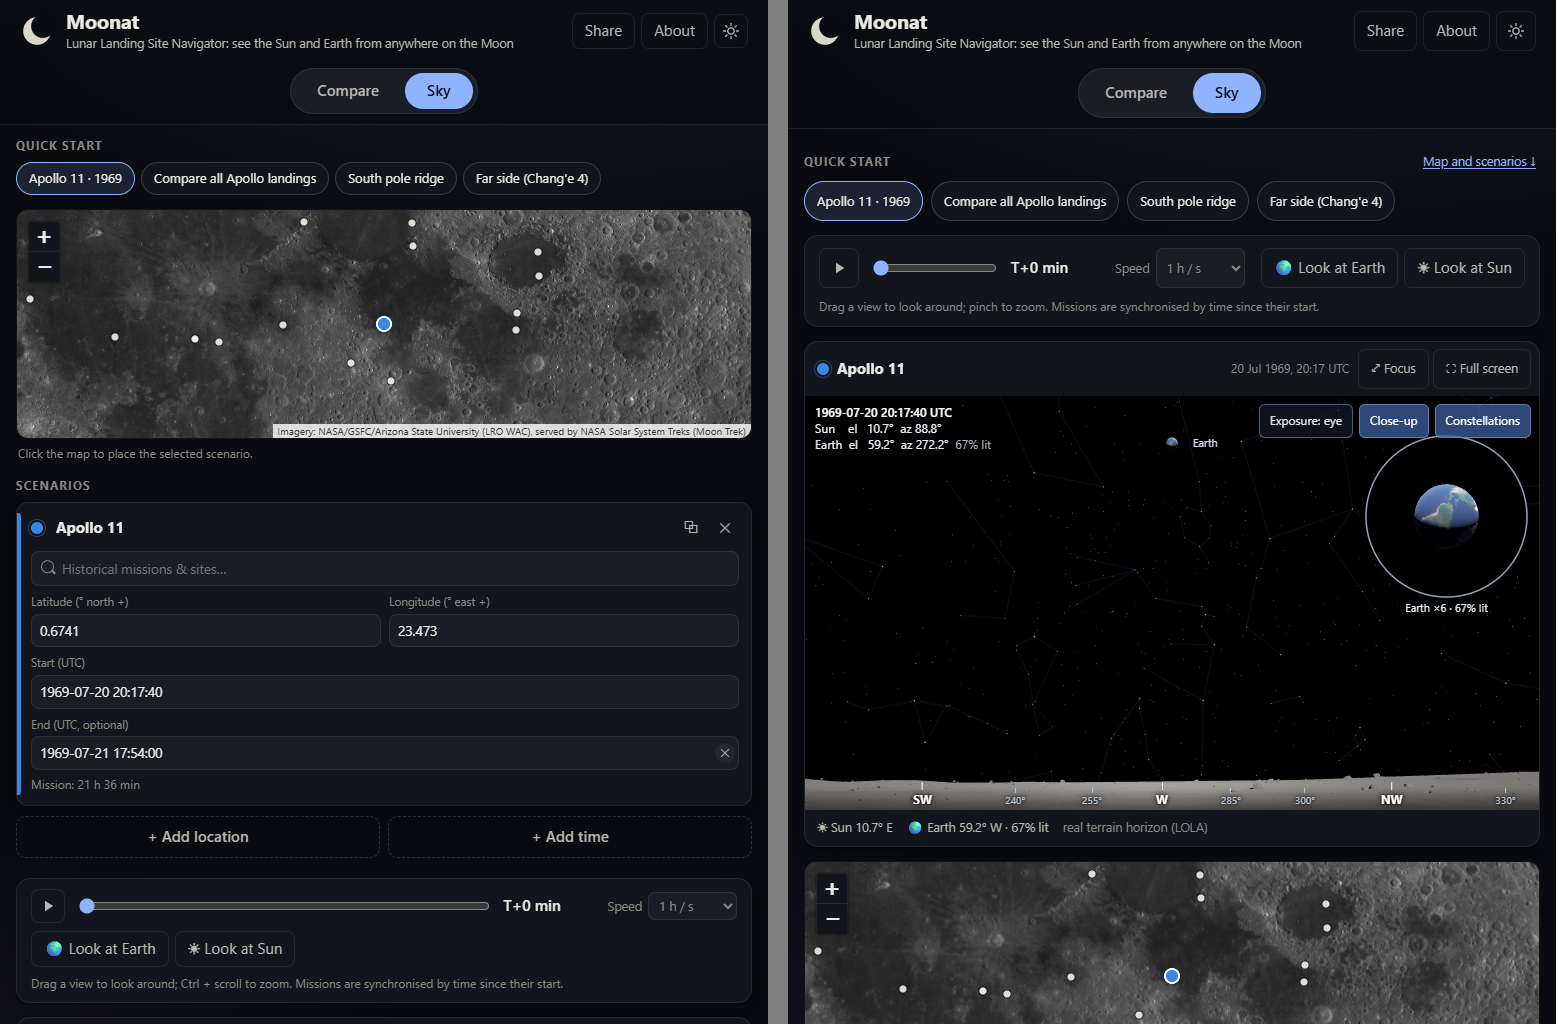 Moonat
Lunar Landing Site Navigator: see the Sun and Earth from anywhere on the Moon
Share
About
Compare
Sky
QUICK START
Apollo 11 · 1969
Compare all Apollo landings
South pole ridge
Far side (Chang'e 4)
+
−
Imagery: NASA/GSFC/Arizona State University (LRO WAC), served by NASA Solar System Treks (Moon Trek)
Click the map to place the selected scenario.
SCENARIOS
Apollo 11
Historical missions & sites...
Latitude (° north +)
Longitude (° east +)
0.6741
23.473
Start (UTC)
1969-07-20 20:17:40
End (UTC, optional)
1969-07-21 17:54:00
Mission: 21 h 36 min
+ Add location
+ Add time
T+0 min
Speed
1 h / s
Look at Earth
Look at Sun
Drag a view to look around; Ctrl + scroll to zoom. Missions are synchronised by time since their start.
Moonat
Lunar Landing Site Navigator: see the Sun and Earth from anywhere on the Moon
Share
About
Compare
Sky
QUICK START
Map and scenarios ↓
Apollo 11 · 1969
Compare all Apollo landings
South pole ridge
Far side (Chang'e 4)
T+0 min
Speed
1 h / s
Look at Earth
Look at Sun
Drag a view to look around; pinch to zoom. Missions are synchronised by time since their start.
Apollo 11
20 Jul 1969, 20:17 UTC
Focus
Full screen
1969-07-20 20:17:40 UTC
Sun el 10.7° az 88.8°
Earth el 59.2° az 272.2° 67% lit
Exposure: eye
Close-up
Constellations
Earth
Earth ×6 · 67% lit
SW
240°
255°
W
285°
300°
NW
330°
Sun 10.7° E
Earth 59.2° W · 67% lit
real terrain horizon (LOLA)
+
−